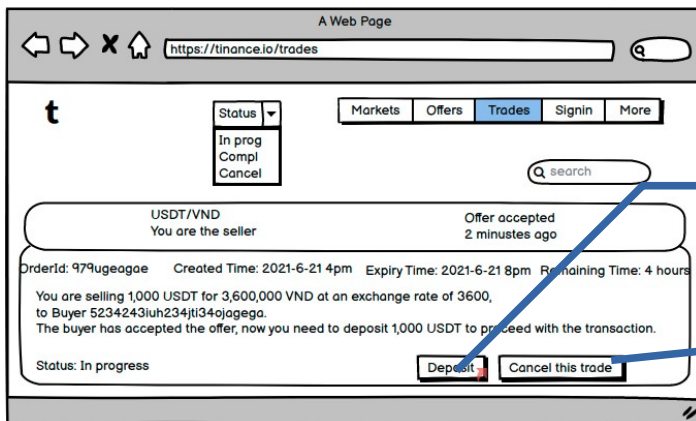 A Web Page
https://tinance.io/trades
t
Status
Markets Offers Trades Signin More
In prog
Compl
Cancel
search
USDT/VND Offer accepted
You are the seller 2 minustes ago
OrderId: 979ugeagae Created Time: 2021-6-21 4pm Expiry Time: 2021-6-21 8pm Remaining Time: 4 hours
You are selling 1,000 USDT for 3,600,000 VND at an exchange rate of 3600,
to Buyer 5234243iuh234jti34ojagega.
The buyer has accepted the offer, now you need to deposit 1,000 USDT to proceed with the transaction.
Status: In progress Deposit Cancel this trade